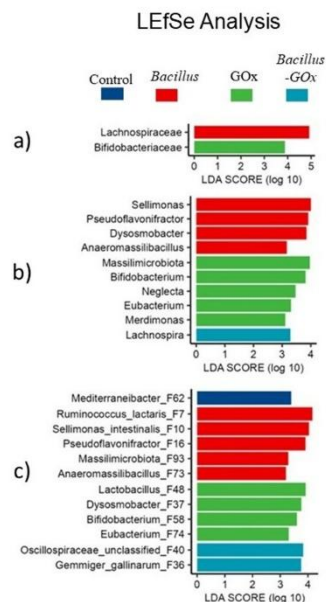 LEfSe Analysis
Control
Bacillus
GOx
Bacillus
-GOx
a)
Lachnospiraceae
Bifidobacteriaceae
0 1 2 3 4 5
LDA SCORE (log 10)
b)
Sellimonas
Pseudoflavonifractor
Dysosmobacter
Anaeromassilibacillus
Massilimicrobiota
Bifidobacterium
Neglecta
Eubacterium
Merdimonas
Lachnospira
0 1 2 3 4
LDA SCORE (log 10)
c)
Mediterraneibacter_F62
Ruminococcus_lactaris_F7
Sellimonas_intestinalis_F10
Pseudoflavonifractor_F16
Massilimicrobiota_F93
Anaeromassilibacillus_F73
Lactobacillus_F48
Dysosmobacter_F37
Bifidobacterium_F58
Eubacterium_F74
Oscillospiraceae_unclassified_F40
Gemmiger_gallinarum_F36
0 1 2 3 4
LDA SCORE (log 10)